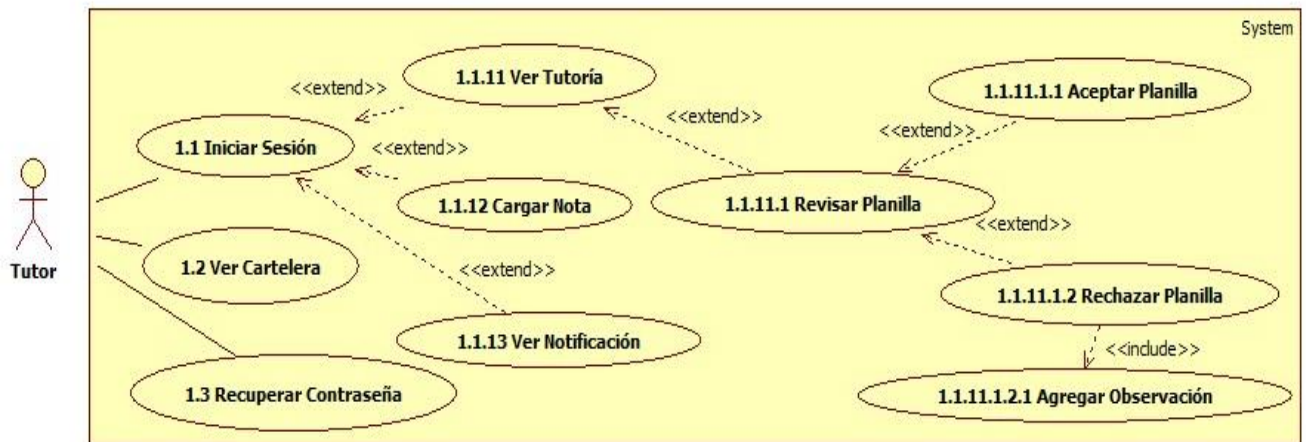 System
1.1.11 Ver Tutoría
1.1.11.1.1 Aceptar Planilla
<<extend>>
<<extend>>
<<extend>>
1.1 Iniciar Sesión
<<extend>>
1.1.12 Cargar Nota
1.1.11.1 Revisar Planilla
<<extend>>
Tutor
1.2 Ver Cartelera
<<extend>>
1.1.11.1.2 Rechazar Planilla
1.1.13 Ver Notificación
<<include>>
1.3 Recuperar Contraseña
1.1.11.1.2.1 Agregar Observación